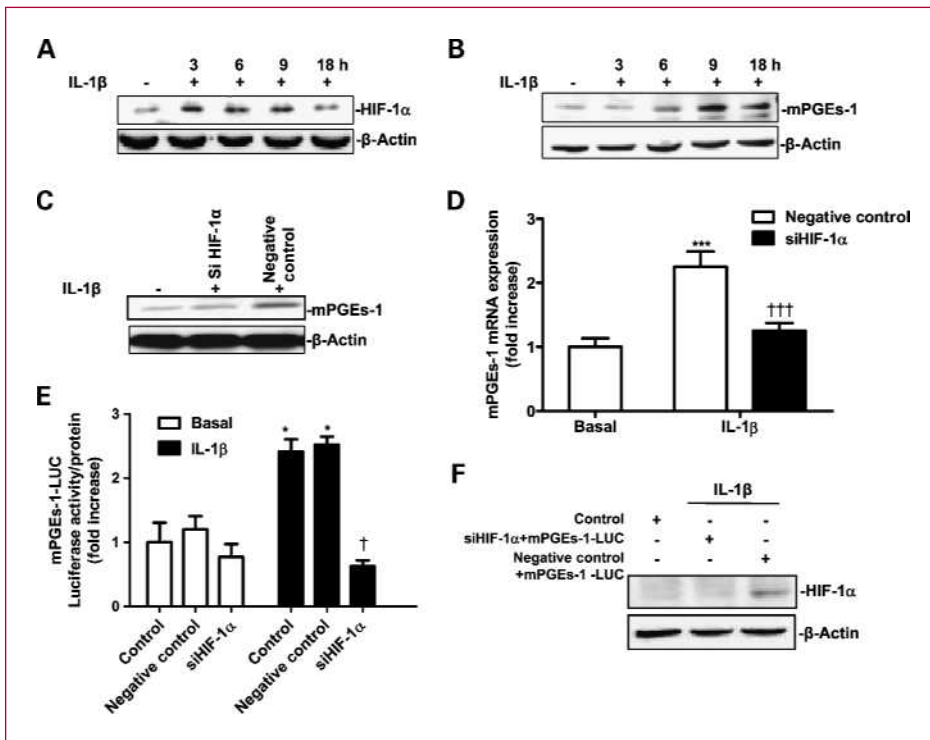 A
3 6 9 18 h
IL-1β - + + + +
-HIF-1α
-β-Actin
B
3 6 9 18 h
IL-1β - + + + +
-mPGEs-1
-β-Actin
C
Si HIF-1α
Negative control
IL-1β - + +
-mPGEs-1
-β-Actin
D
mPGEs-1 mRNA expression
(fold increase)
3
2
1
0
Negative control
siHIF-1α
***
†††
Basal IL-1β
E
mPGEs-1-LUC
Luciferase activity/protein
(fold increase)
3
2
1
0
Basal
IL-1β
* *
†
Control
Negative control
siHIF-1α
Control
Negative control
siHIF-1α
F
IL-1β
Control + - -
siHIF-1α+mPGEs-1-LUC - + -
Negative control - - +
+mPGEs-1 -LUC
-HIF-1α
-β-Actin